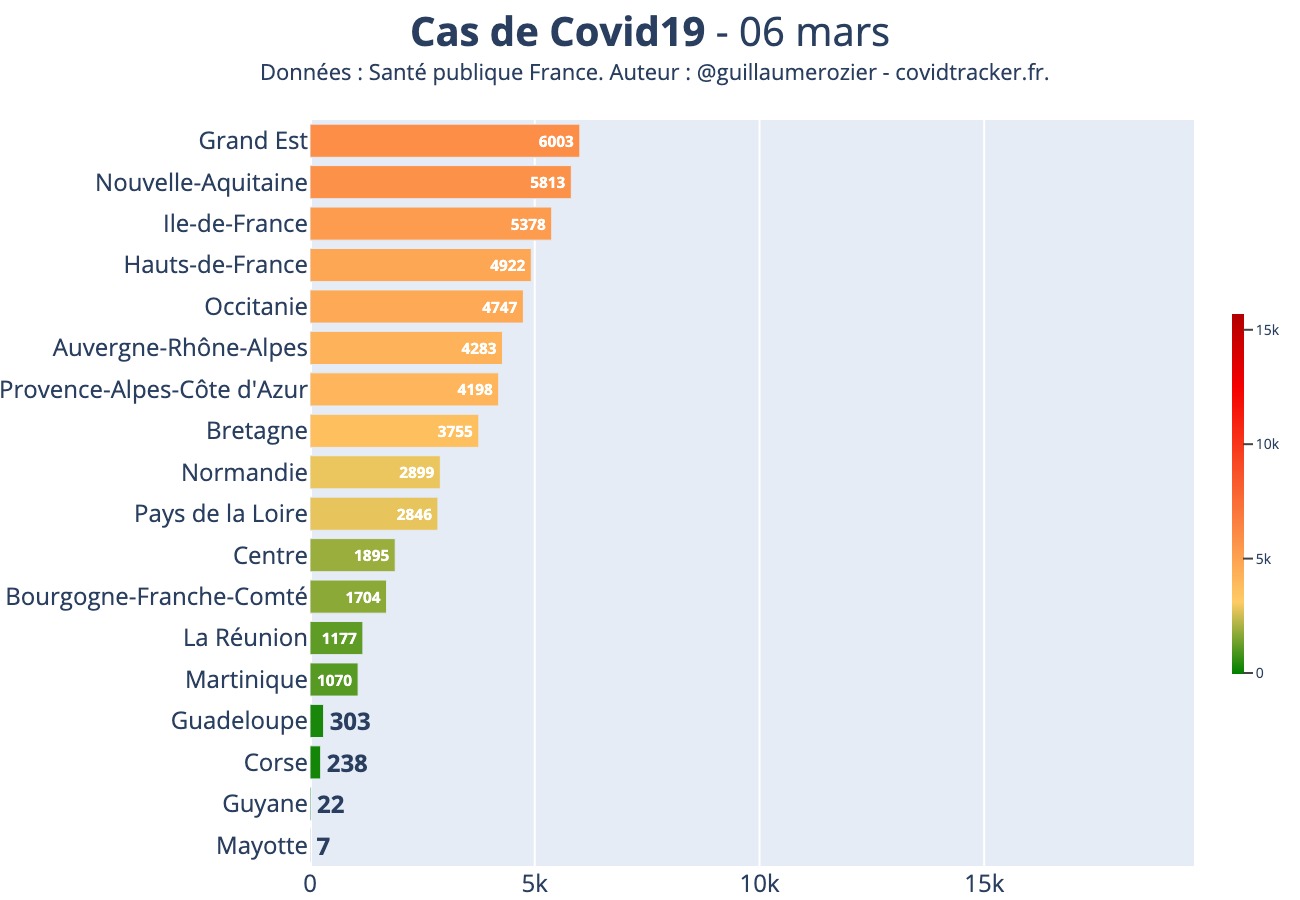 Cas de Covid19 - 06 mars
Données : Santé publique France. Auteur : @guillaumerozier - covidtracker.fr.
Grand Est 6003
Nouvelle-Aquitaine 5813
Ile-de-France 5378
Hauts-de-France 4922
Occitanie 4747
Auvergne-Rhône-Alpes 4283
Provence-Alpes-Côte d'Azur 4198
Bretagne 3755
Normandie 2899
Pays de la Loire 2846
Centre 1895
Bourgogne-Franche-Comté 1704
La Réunion 1177
Martinique 1070
Guadeloupe 303
Corse 238
Guyane 22
Mayotte 7
0 5k 10k 15k
15k
10k
5k
0